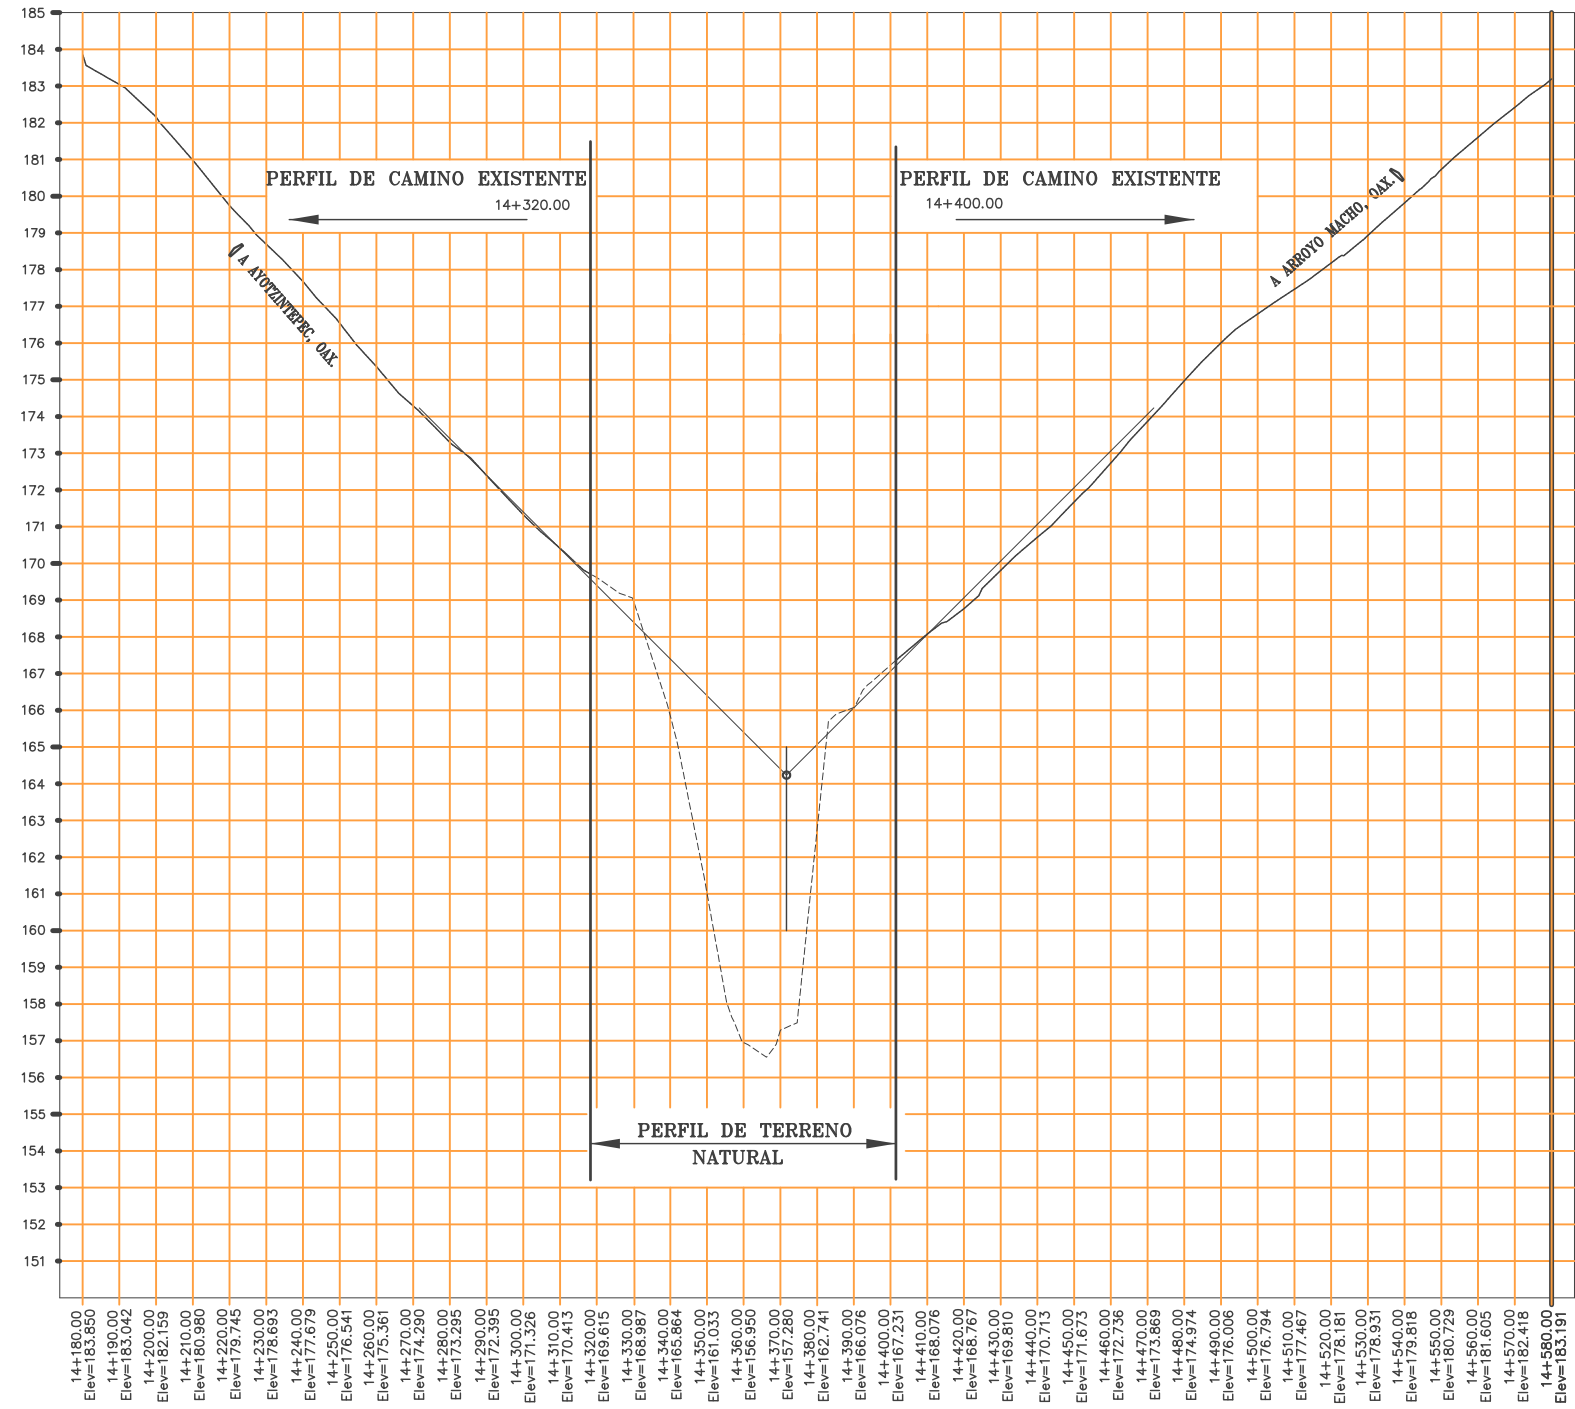 185
184
183
182
181
180
179
178
177
176
175
174
173
172
171
170
169
168
167
166
165
164
163
162
161
160
159
158
157
156
155
154
153
152
151
PERFIL DE CAMINO EXISTENTE
14+320.00
PERFIL DE CAMINO EXISTENTE
14+400.00
A AYOTZINTEPEC, OAX.
A ARROYO MACHO, OAX.
PERFIL DE TERRENO
NATURAL
14+180.00
Elev=183.850
14+190.00
Elev=183.042
14+200.00
Elev=182.159
14+210.00
Elev=180.980
14+220.00
Elev=179.745
14+230.00
Elev=178.693
14+240.00
Elev=177.679
14+250.00
Elev=176.541
14+260.00
Elev=175.361
14+270.00
Elev=174.290
14+280.00
Elev=173.295
14+290.00
Elev=172.395
14+300.00
Elev=171.326
14+310.00
Elev=170.413
14+320.00
Elev=169.615
14+330.00
Elev=168.987
14+340.00
Elev=165.864
14+350.00
Elev=161.033
14+360.00
Elev=156.950
14+370.00
Elev=157.280
14+380.00
Elev=162.741
14+390.00
Elev=166.076
14+400.00
Elev=167.231
14+410.00
Elev=168.076
14+420.00
Elev=168.767
14+430.00
Elev=169.810
14+440.00
Elev=170.713
14+450.00
Elev=171.673
14+460.00
Elev=172.736
14+470.00
Elev=173.869
14+480.00
Elev=174.974
14+490.00
Elev=176.006
14+500.00
Elev=176.794
14+510.00
Elev=177.467
14+520.00
Elev=178.181
14+530.00
Elev=178.931
14+540.00
Elev=179.818
14+550.00
Elev=180.729
14+560.00
Elev=181.605
14+570.00
Elev=182.418
14+580.00
Elev=183.191